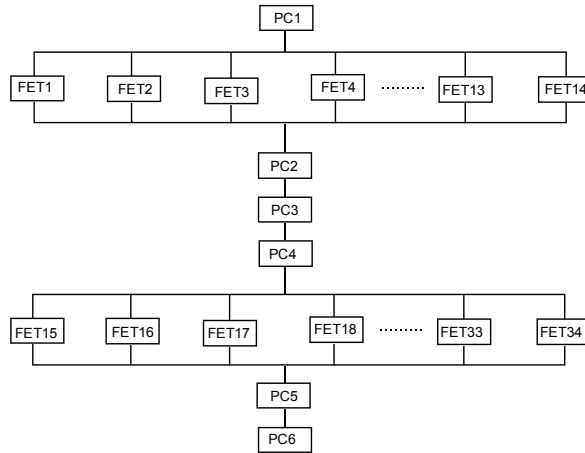 PC1
FET1 FET2 FET3 FET4 ........ FET13 FET14
PC2
PC3
PC4
FET15 FET16 FET17 FET18 ........ FET33 FET34
PC5
PC6